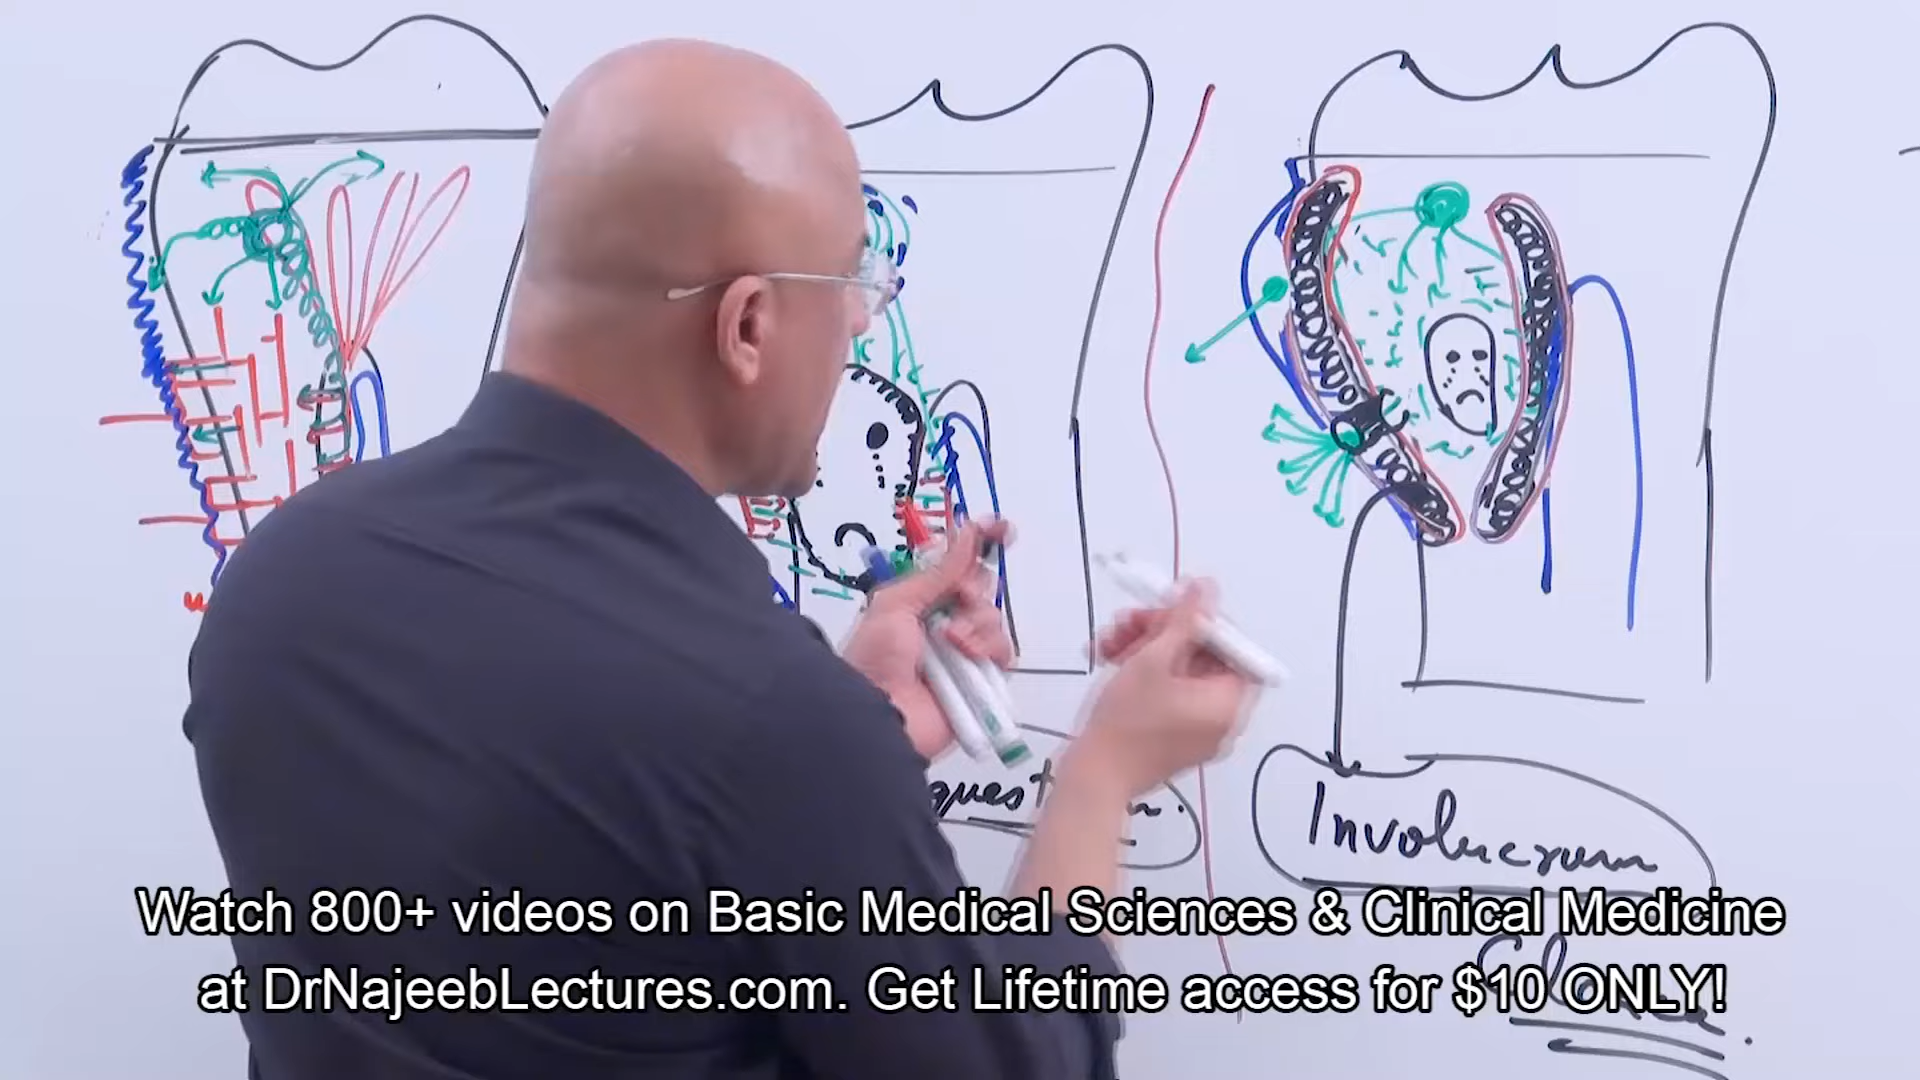 Involucrum
Watch 800+ videos on Basic Medical Sciences & Clinical Medicine
at DrNajeebLectures.com. Get Lifetime access for $10 ONLY!